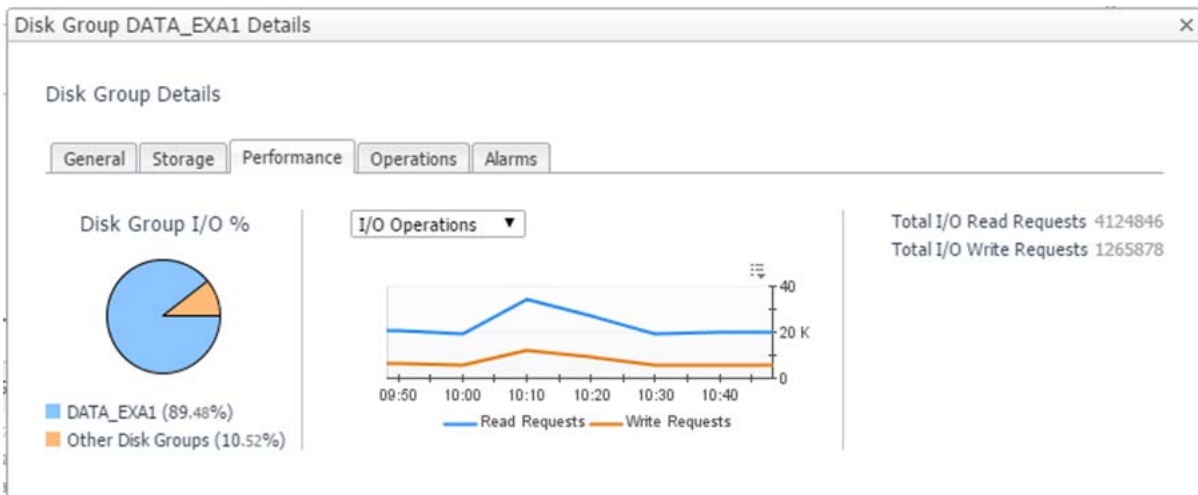 Disk Group DATA_EXA1 Details
Disk Group Details
General Storage Performance Operations Alarms
Disk Group I/O %
DATA_EXA1 (89.48%)
Other Disk Groups (10.52%)
I/O Operations
40
20 K
0
09:50 10:00 10:10 10:20 10:30 10:40
Read Requests Write Requests
Total I/O Read Requests 4124846
Total I/O Write Requests 1265878